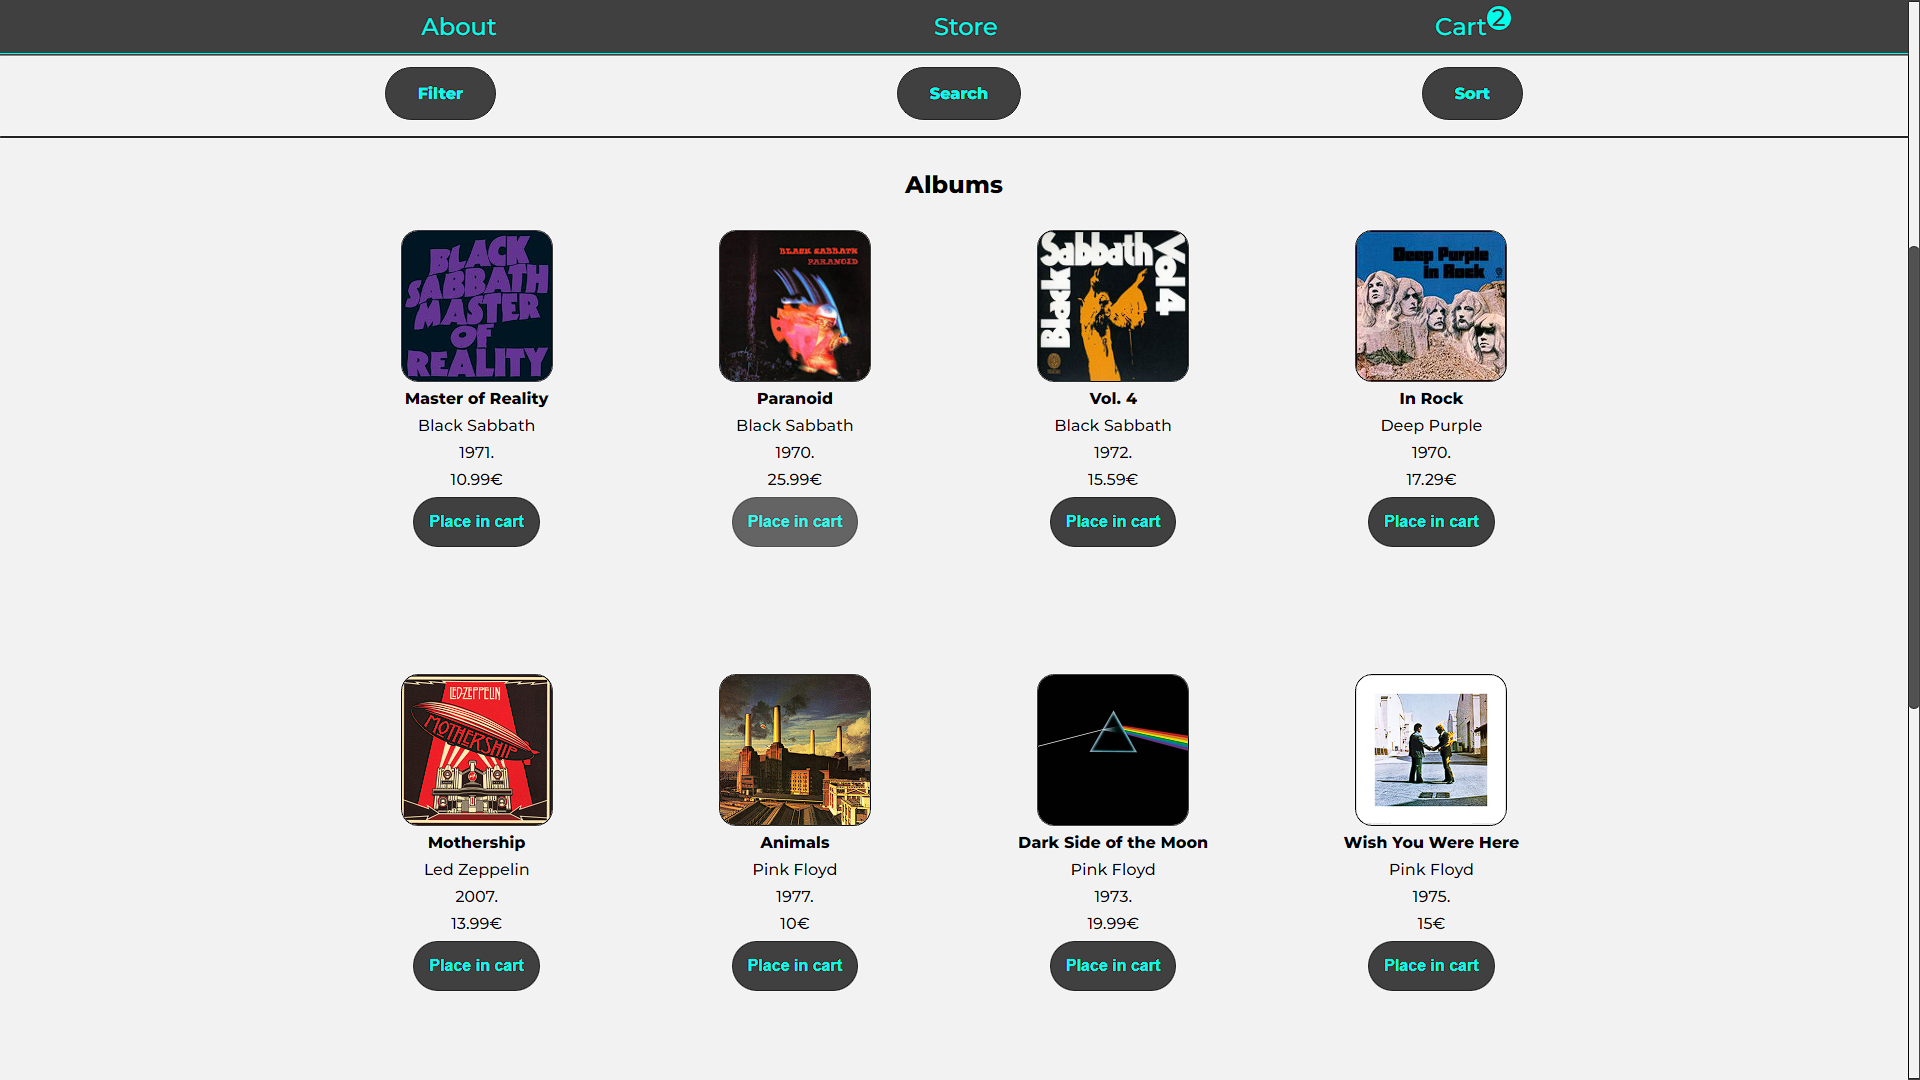 About Store Cart 2
Filter Search Sort
Albums
BLACK SABBATH MASTER OF REALITY
BLACK SABBATH
PARANOID
Black Sabbath Vol 4
Deep Purple
in Rock
Master of Reality Paranoid Vol. 4 In Rock
Black Sabbath Black Sabbath Black Sabbath Deep Purple
1971. 1970. 1972. 1970.
10.99€ 25.99€ 15.59€ 17.29€
Place in cart Place in cart Place in cart Place in cart
LED-ZEPPELIN
MOTHERSHIP
Mothership Animals Dark Side of the Moon Wish You Were Here
Led Zeppelin Pink Floyd Pink Floyd Pink Floyd
2007. 1977. 1973. 1975.
13.99€ 10€ 19.99€ 15€
Place in cart Place in cart Place in cart Place in cart